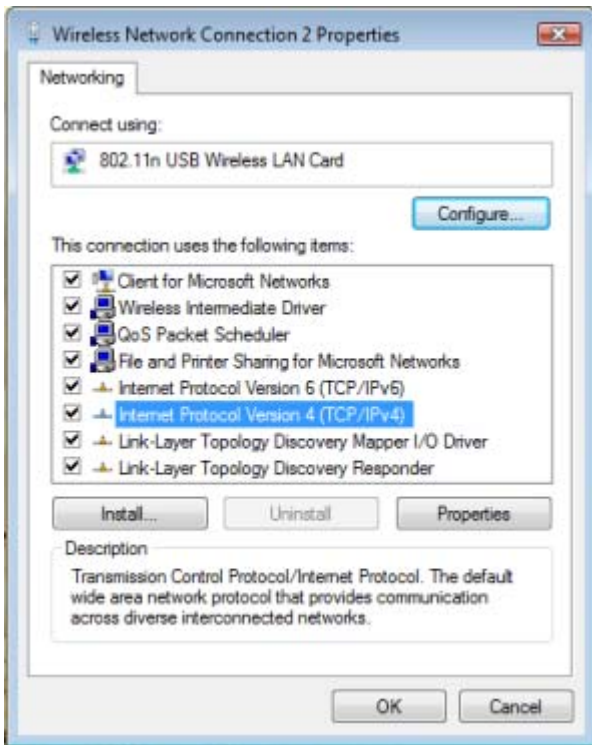 Wireless Network Connection 2 Properties
Networking
Connect using:
802.11n USB Wireless LAN Card
Configure...
This connection uses the following items:
Client for Microsoft Networks
Wireless Intermediate Driver
QoS Packet Scheduler
File and Printer Sharing for Microsoft Networks
Internet Protocol Version 6 (TCP/IPv6)
Internet Protocol Version 4 (TCP/IPv4)
Link-Layer Topology Discovery Mapper I/O Driver
Link-Layer Topology Discovery Responder
Install... Uninstall Properties
Description
Transmission Control Protocol/Internet Protocol. The default
wide area network protocol that provides communication
across diverse interconnected networks.
OK Cancel